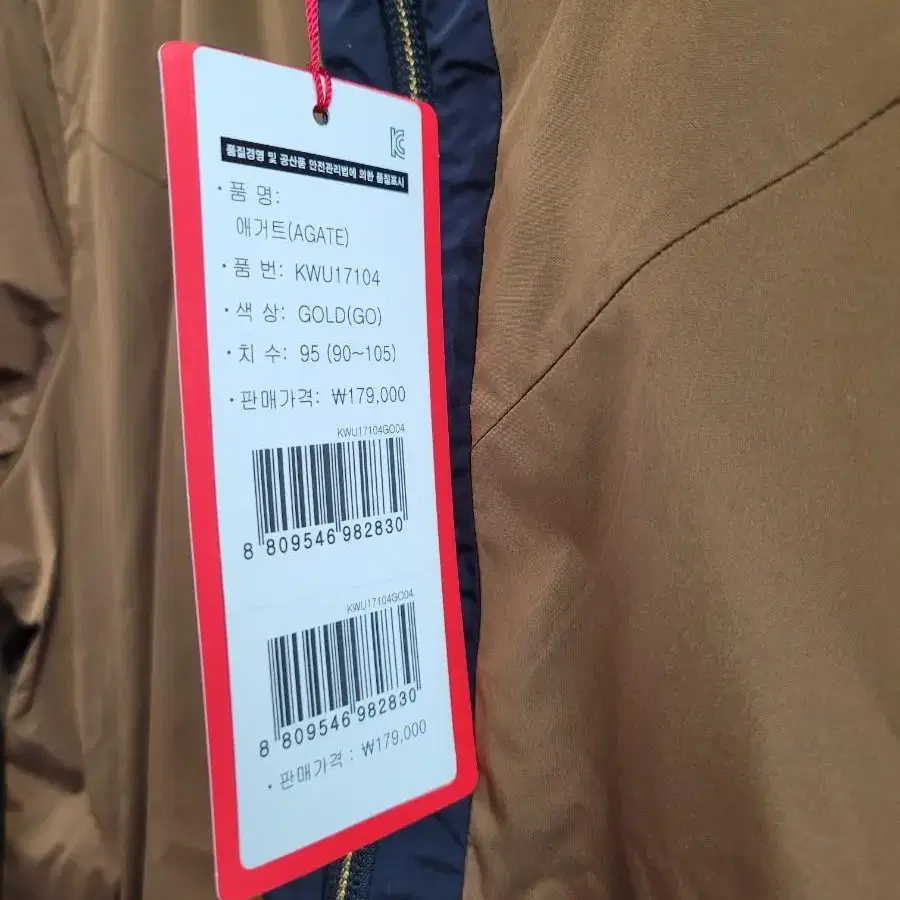 KC
품질경영 및 공산품 안전관리법에 의한 품질표시
· 품 명:
애거트(AGATE)
· 품 번: KWU17104
· 색 상: GOLD(GO)
· 치 수: 95 (90~105)
· 판매가격: ₩179,000
KWU17104GO04
8 809546 982830
KWU17104GO04
8 809546 982830
· 판매가격 : ₩179,000